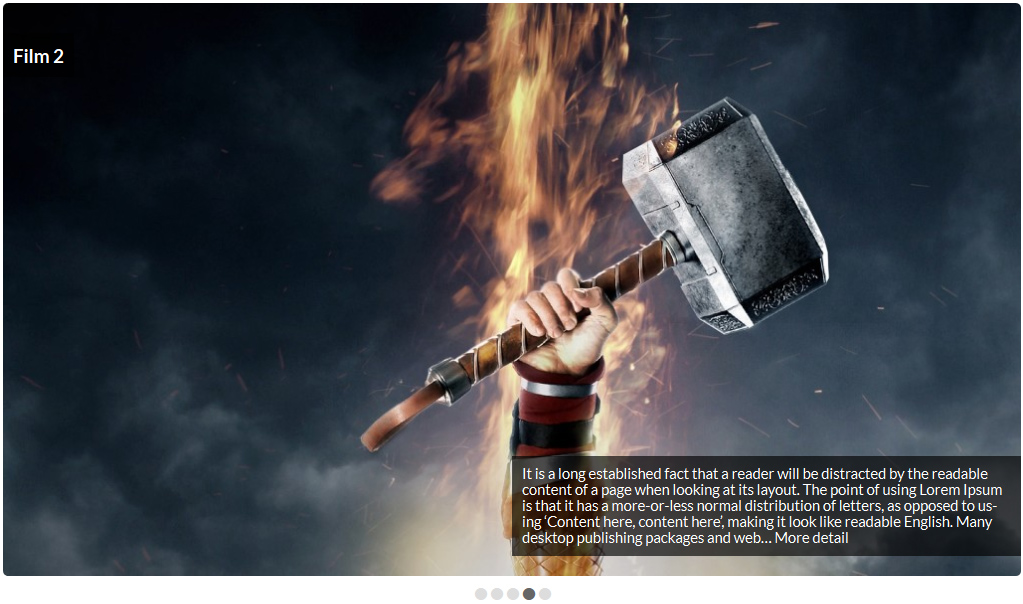 Film 2
It is a long established fact that a reader will be distracted by the readable
content of a page when looking at its layout. The point of using Lorem Ipsum
is that it has a more-or-less normal distribution of letters, as opposed to us-
ing ‘Content here, content here’, making it look like readable English. Many
desktop publishing packages and web… More detail